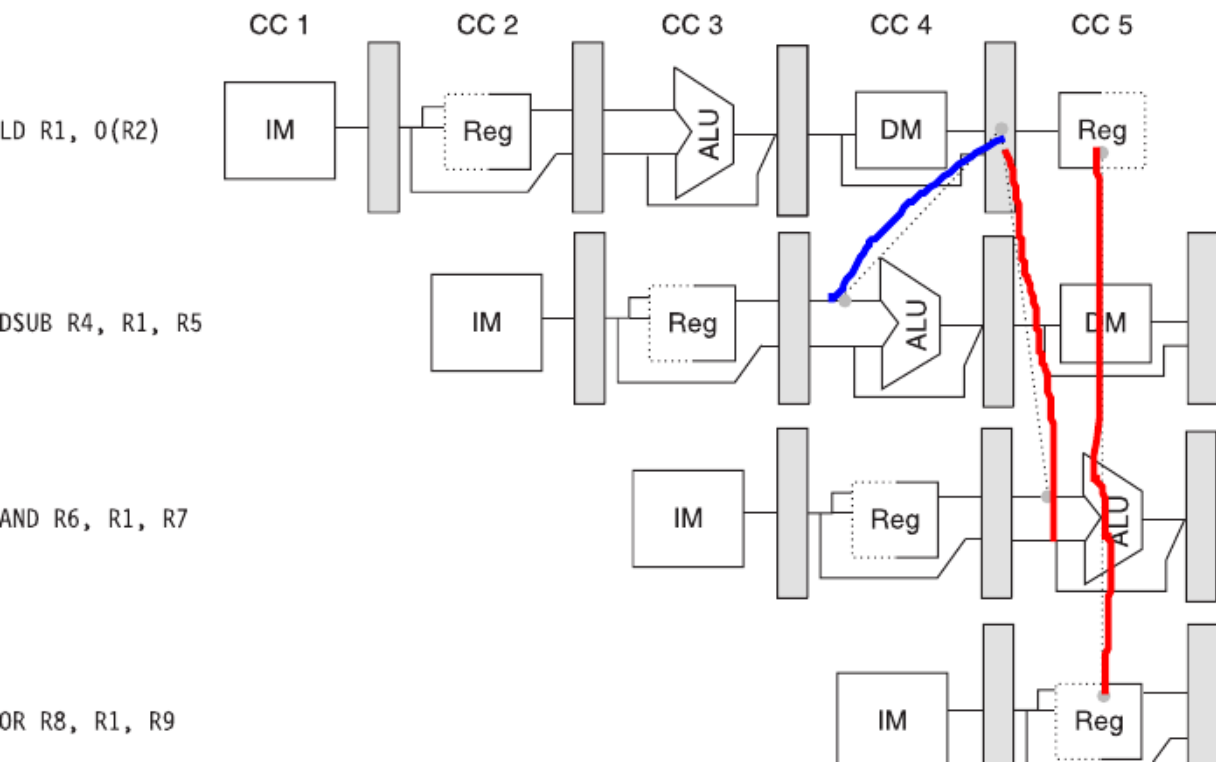 CC 1 CC 2 CC 3 CC 4 CC 5
LD R1, 0(R2) IM Reg ALU DM Reg
DSUB R4, R1, R5 IM Reg ALU DM
AND R6, R1, R7 IM Reg ALU
OR R8, R1, R9 IM Reg